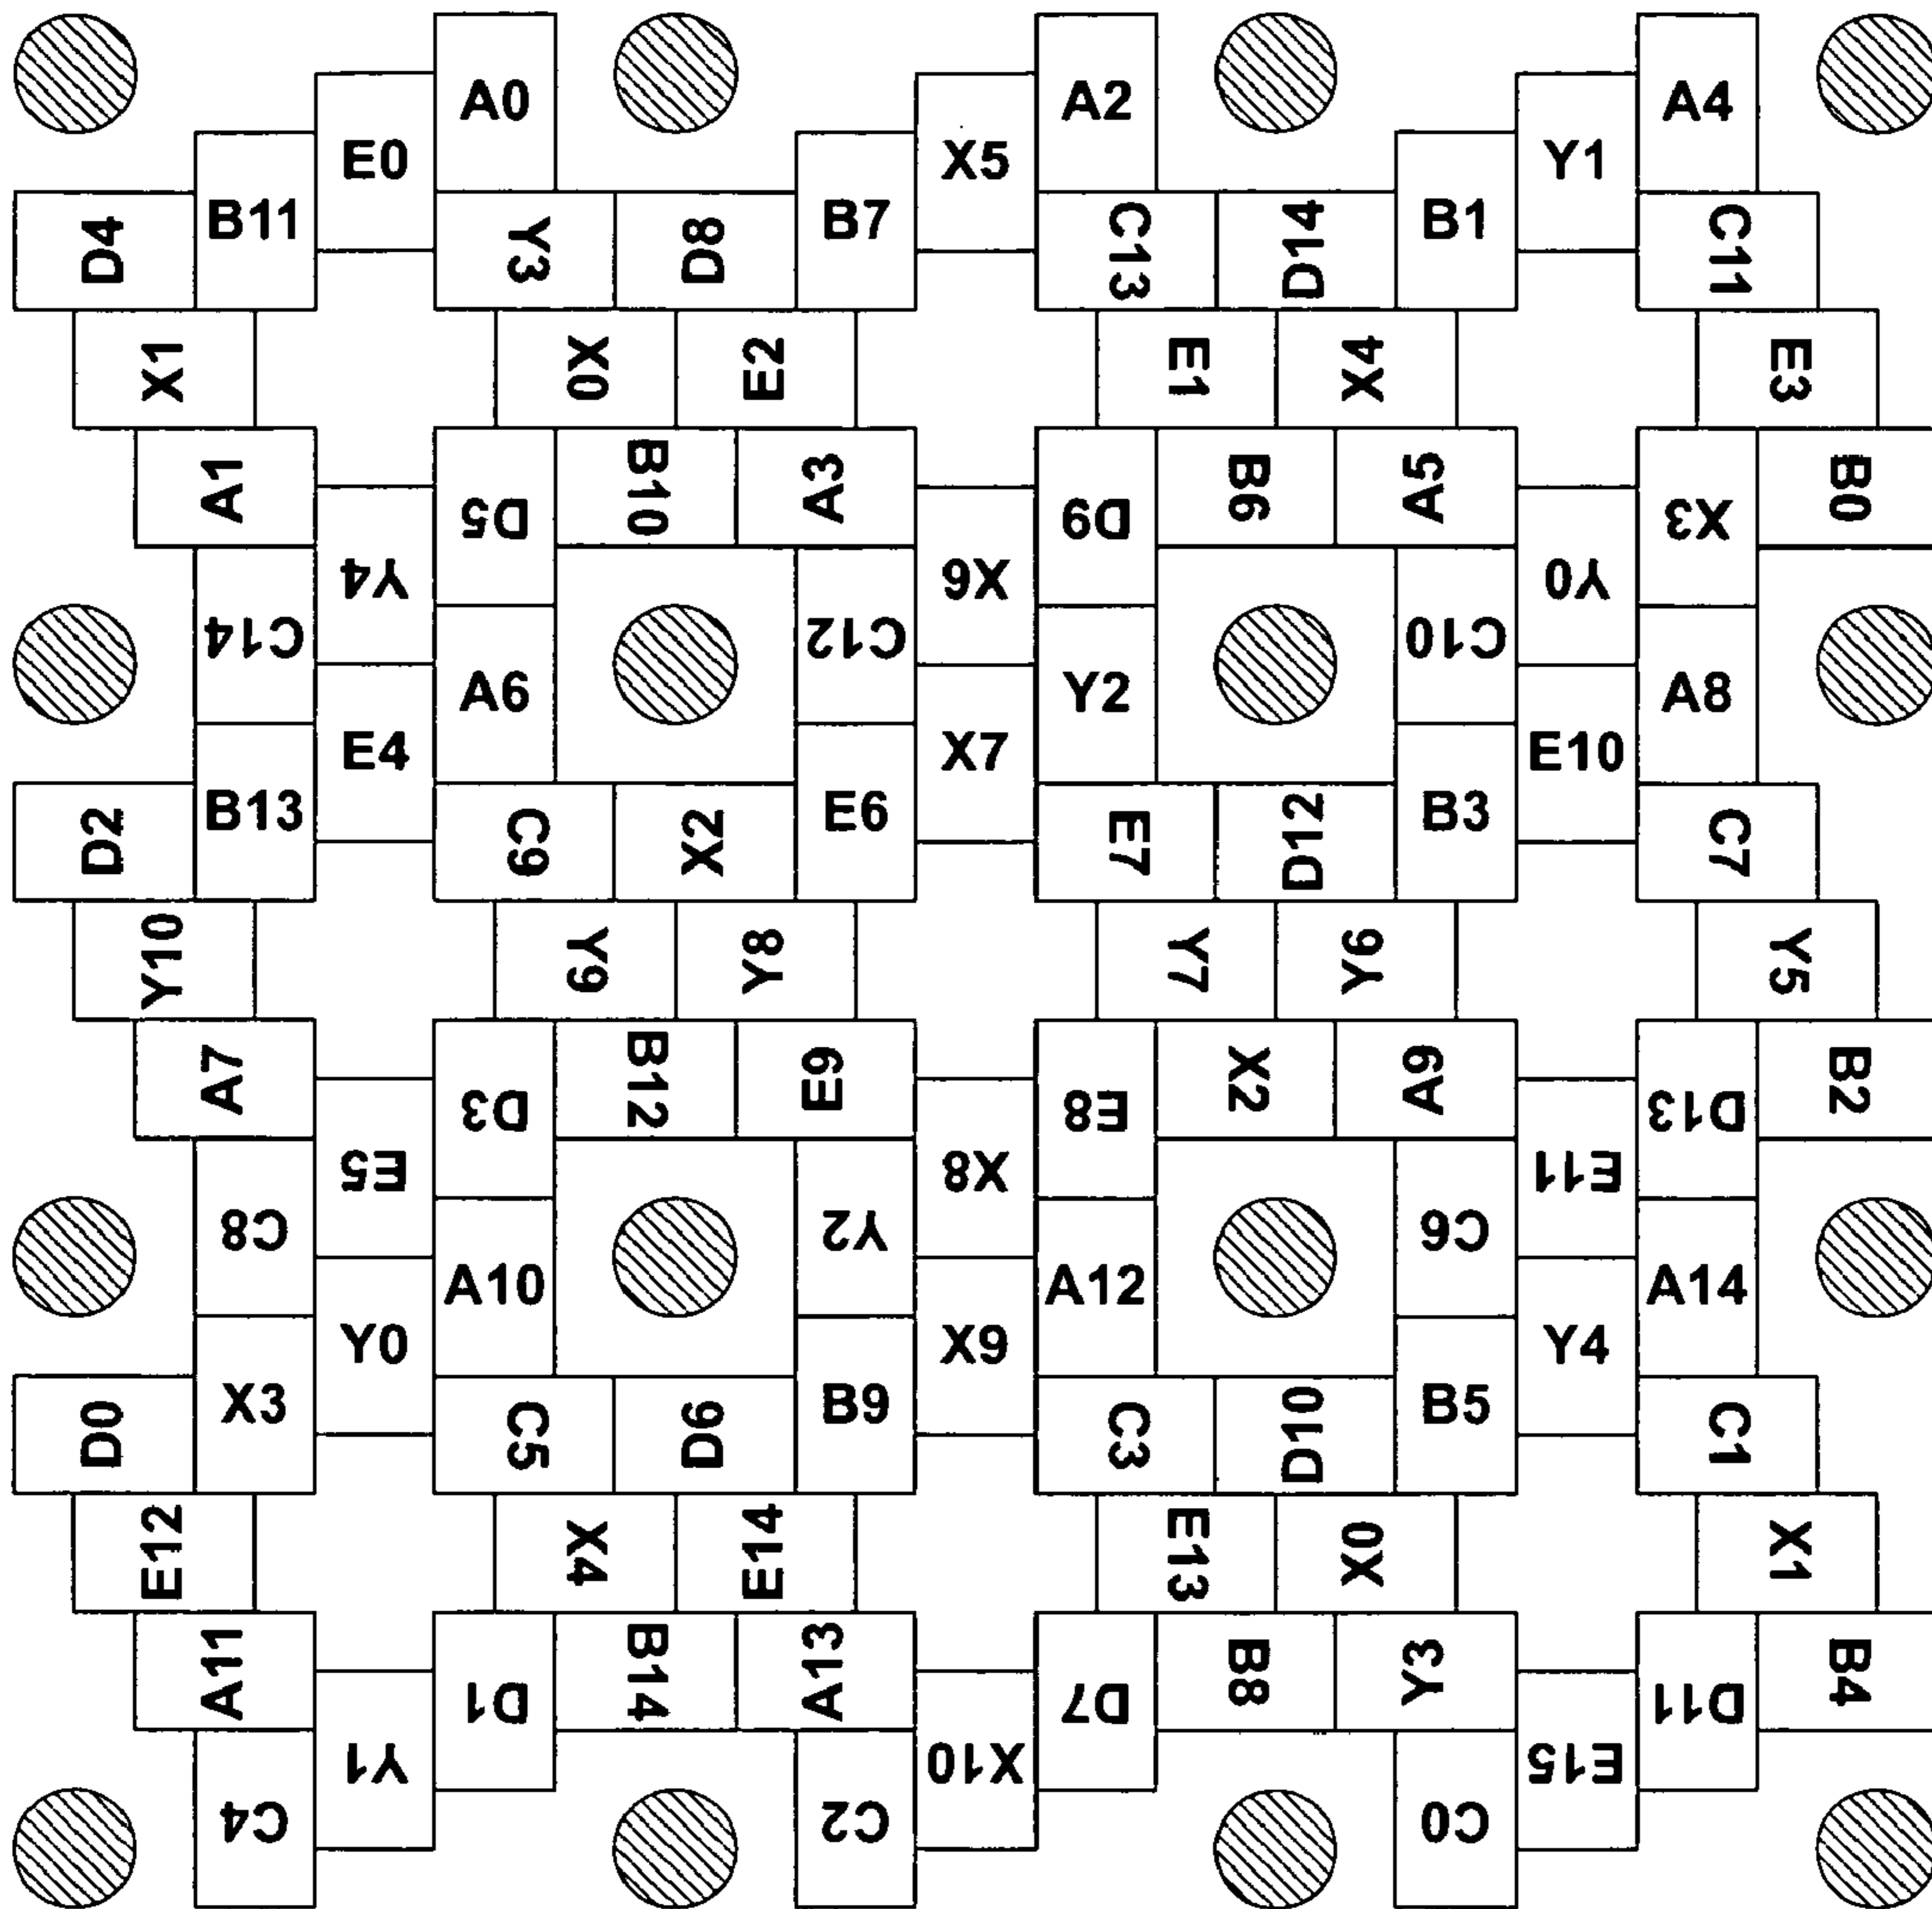 A0 A2 A4
E0 X5 Y1
B11 B7 B1
D4 Y3 D8 C13 D14 C11
X1 X0 E2 E1 X4 E3
A1 D5 B10 A3 D9 B6 A5 X3 B0
Y4 X6 Y0
C14 C12 C10
A6 Y2 A8
E4 X7 E10
B13 E6 B3
D2 C9 X2 E7 D12 C7
Y10 Y9 Y8 Y7 Y6 Y5
A7 D3 B12 E9 E8 X2 A9 D13 B2
E5 X8 E11
C8 Y2 C6
A10 A12 A14
Y0 X9 Y4
X3 B9 B5
D0 C5 D6 C3 D10 C1
E12 X4 E14 E13 X0 X1
A11 D1 B14 A13 D7 B8 Y3 D11 B4
Y1 X10 E15
C4 C2 C0